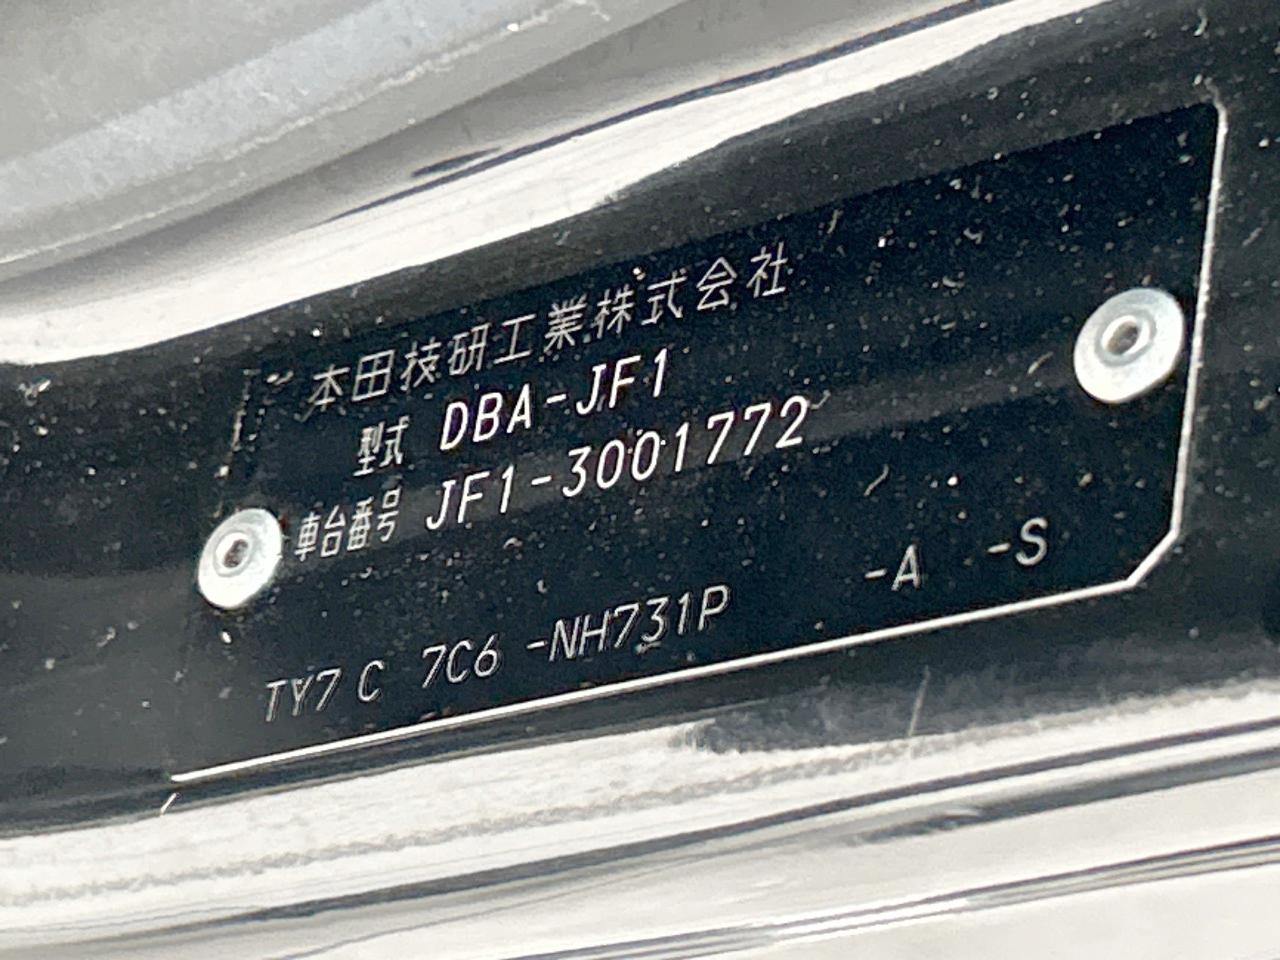 本田技研工業株式会社
型式 DBA-JF1
車台番号 JF1-3001772
TY7 C 7C6 -NH731P -A -S